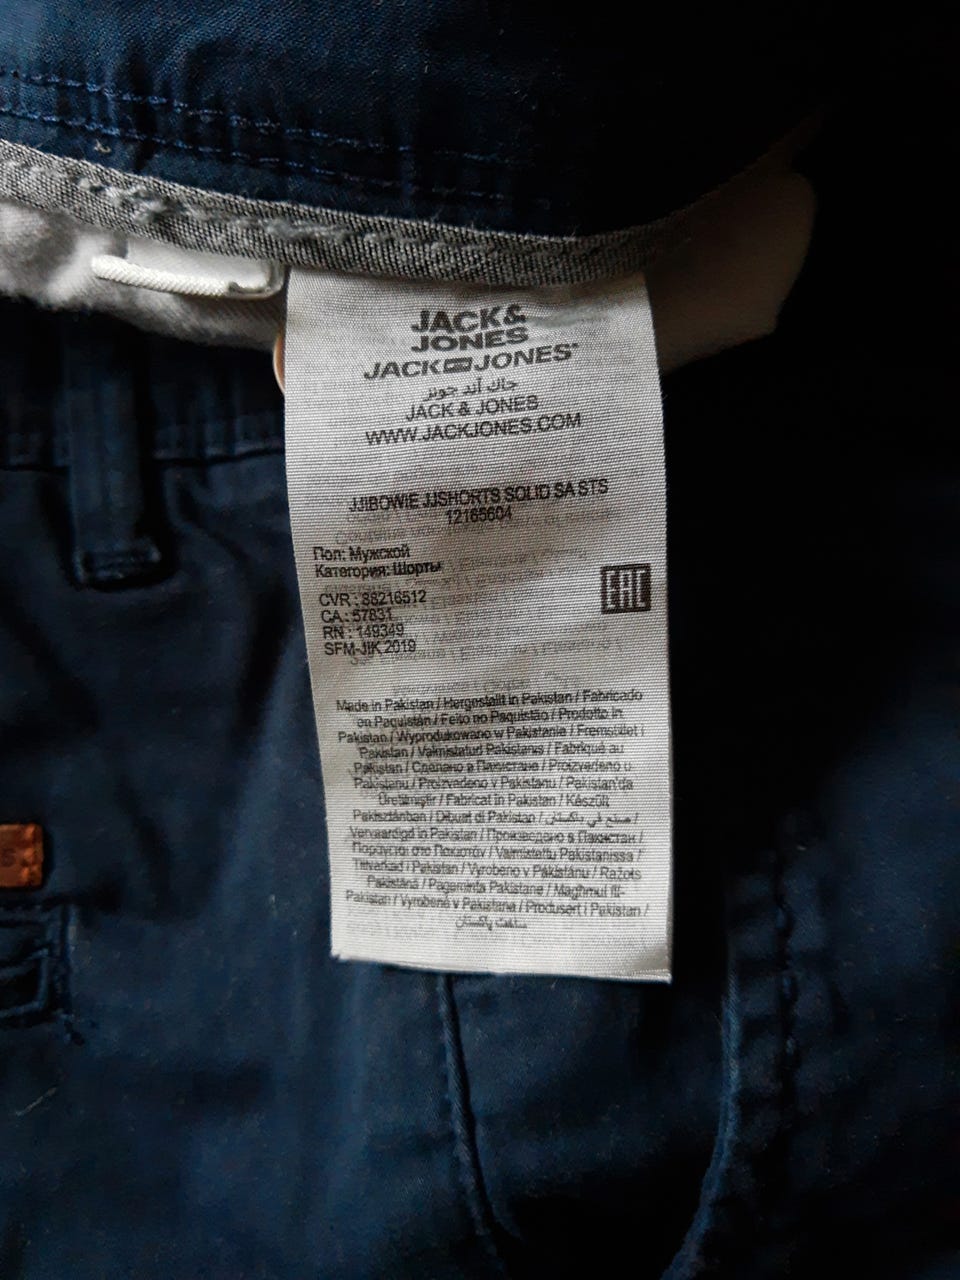 JACK&
JONES
JACK JONES®
جاك آند جونز
JACK & JONES
WWW.JACKJONES.COM
JJIBOWIE JJSHORTS SOLID SA STS
12165604
Пол: Мужской
Категория: Шорты
EAC
CVR : 88216512
CA : 57831
RN : 149349
SFM-JIK 2019
Made in Pakistan / Hergestellt in Pakistan / Fabricado
en Paquistán / Feito no Paquistão / Prodotto in
Pakistan / Wyprodukowano w Pakistanie / Fremstillet i
Pakistan / Valmistatud Pakistanis / Fabriqué au
Pakistan / Сделано в Пакистане / Proizvedeno u
Pakistanu / Proizvedeno v Pakistanu / Pakistan'da
Üretilmiştir / Fabricat în Pakistan / Készült
Pakisztánban / Dibuat di Pakistan / صنع في باكستان /
Vervaardigd in Pakistan / Произведено в Пакистан /
Παράγεται στο Πακιστάν / Valmistettu Pakistanissa /
Tillverkad i Pakistan / Vyrobeno v Pákistánu / Ražots
Pakistānā / Pagaminta Pakistane / Magħmul fil-
Pakistan / Vyrobené v Pakistane / Produsert i Pakistan /
ساخت پاکستان